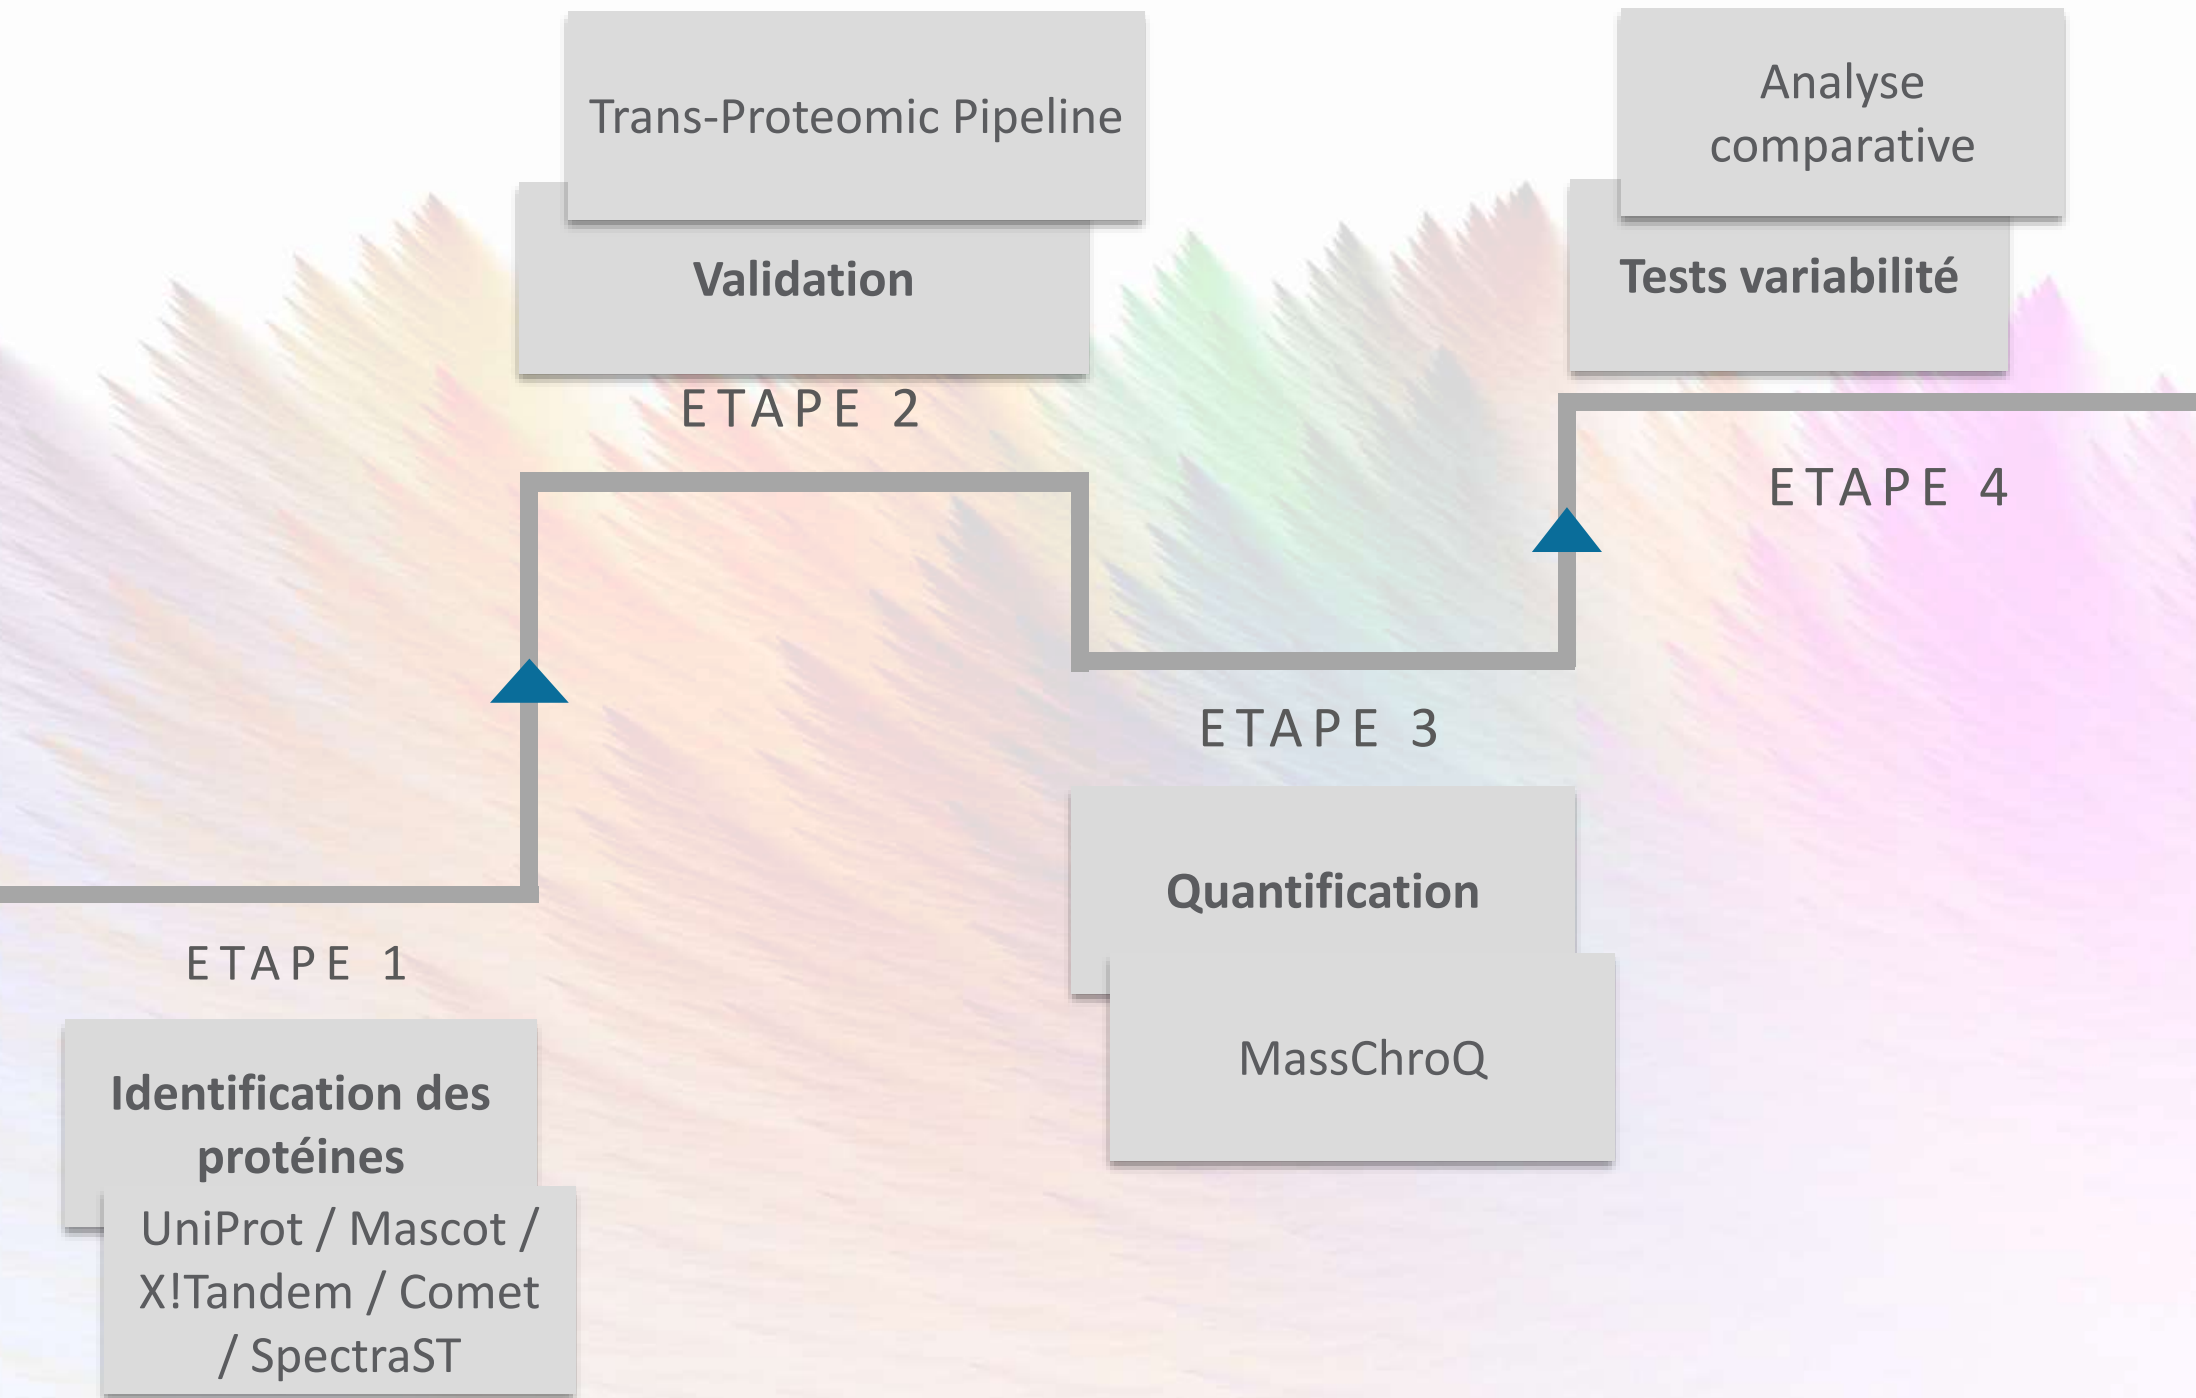 ETAPE 1
Identification des
protéines
UniProt / Mascot /
X!Tandem / Comet
/ SpectraST
Trans-Proteomic Pipeline
Validation
ETAPE 2
ETAPE 3
Quantification
MassChroQ
Analyse
comparative
Tests variabilité
ETAPE 4